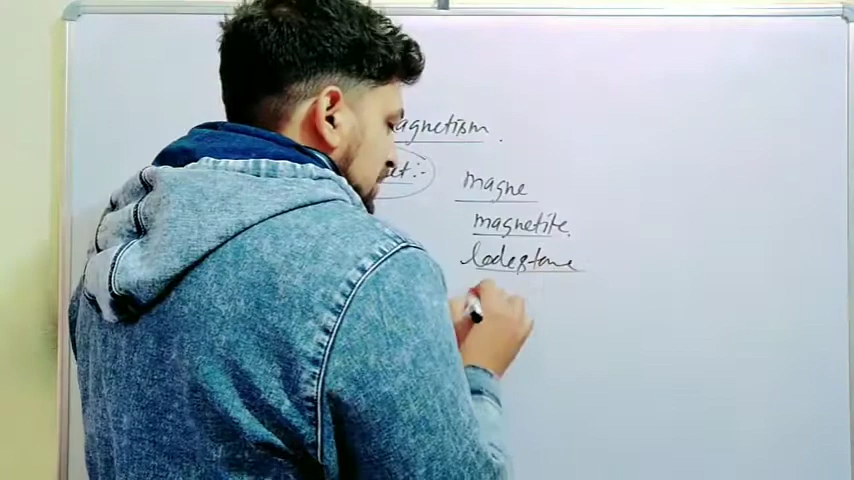 agnetism
et :-
magne
magnetite
lodestone